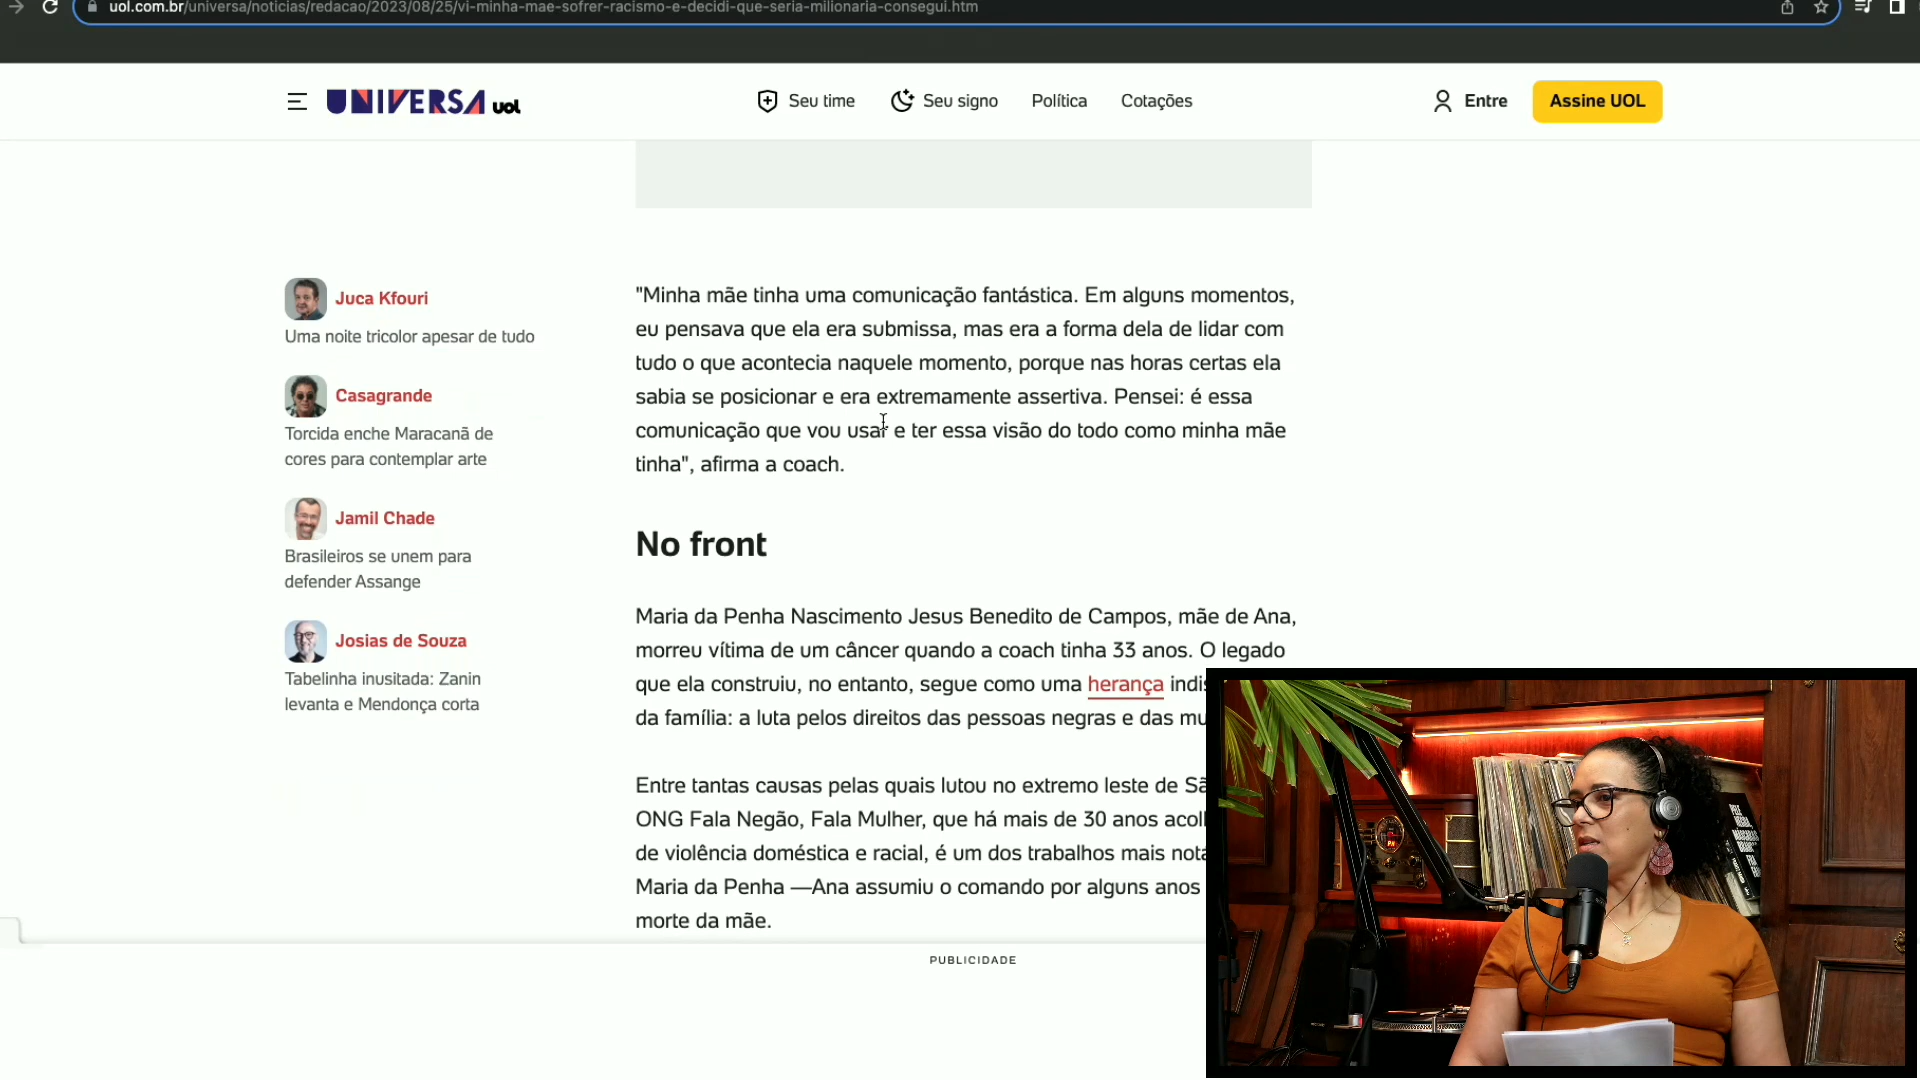 uol.com.br/universa/noticias/redacao/2023/08/25/vi-minha-mae-sofrer-racismo-e-decidi-que-seria-milionaria-consegui.htm
UNIVERSA uol
Seu time
Seu signo
Política
Cotações
Entre
Assine UOL
Juca Kfouri
Uma noite tricolor apesar de tudo
Casagrande
Torcida enche Maracanã de
cores para contemplar arte
Jamil Chade
Brasileiros se unem para
defender Assange
Josias de Souza
Tabelinha inusitada: Zanin
levanta e Mendonça corta
"Minha mãe tinha uma comunicação fantástica. Em alguns momentos,
eu pensava que ela era submissa, mas era a forma dela de lidar com
tudo o que acontecia naquele momento, porque nas horas certas ela
sabia se posicionar e era extremamente assertiva. Pensei: é essa
comunicação que vou usar e ter essa visão do todo como minha mãe
tinha", afirma a coach.
No front
Maria da Penha Nascimento Jesus Benedito de Campos, mãe de Ana,
morreu vítima de um câncer quando a coach tinha 33 anos. O legado
que ela construiu, no entanto, segue como uma herança indis
da família: a luta pelos direitos das pessoas negras e das mu
Entre tantas causas pelas quais lutou no extremo leste de Sã
ONG Fala Negão, Fala Mulher, que há mais de 30 anos acol
de violência doméstica e racial, é um dos trabalhos mais nota
Maria da Penha —Ana assumiu o comando por alguns anos
morte da mãe.
PUBLICIDADE